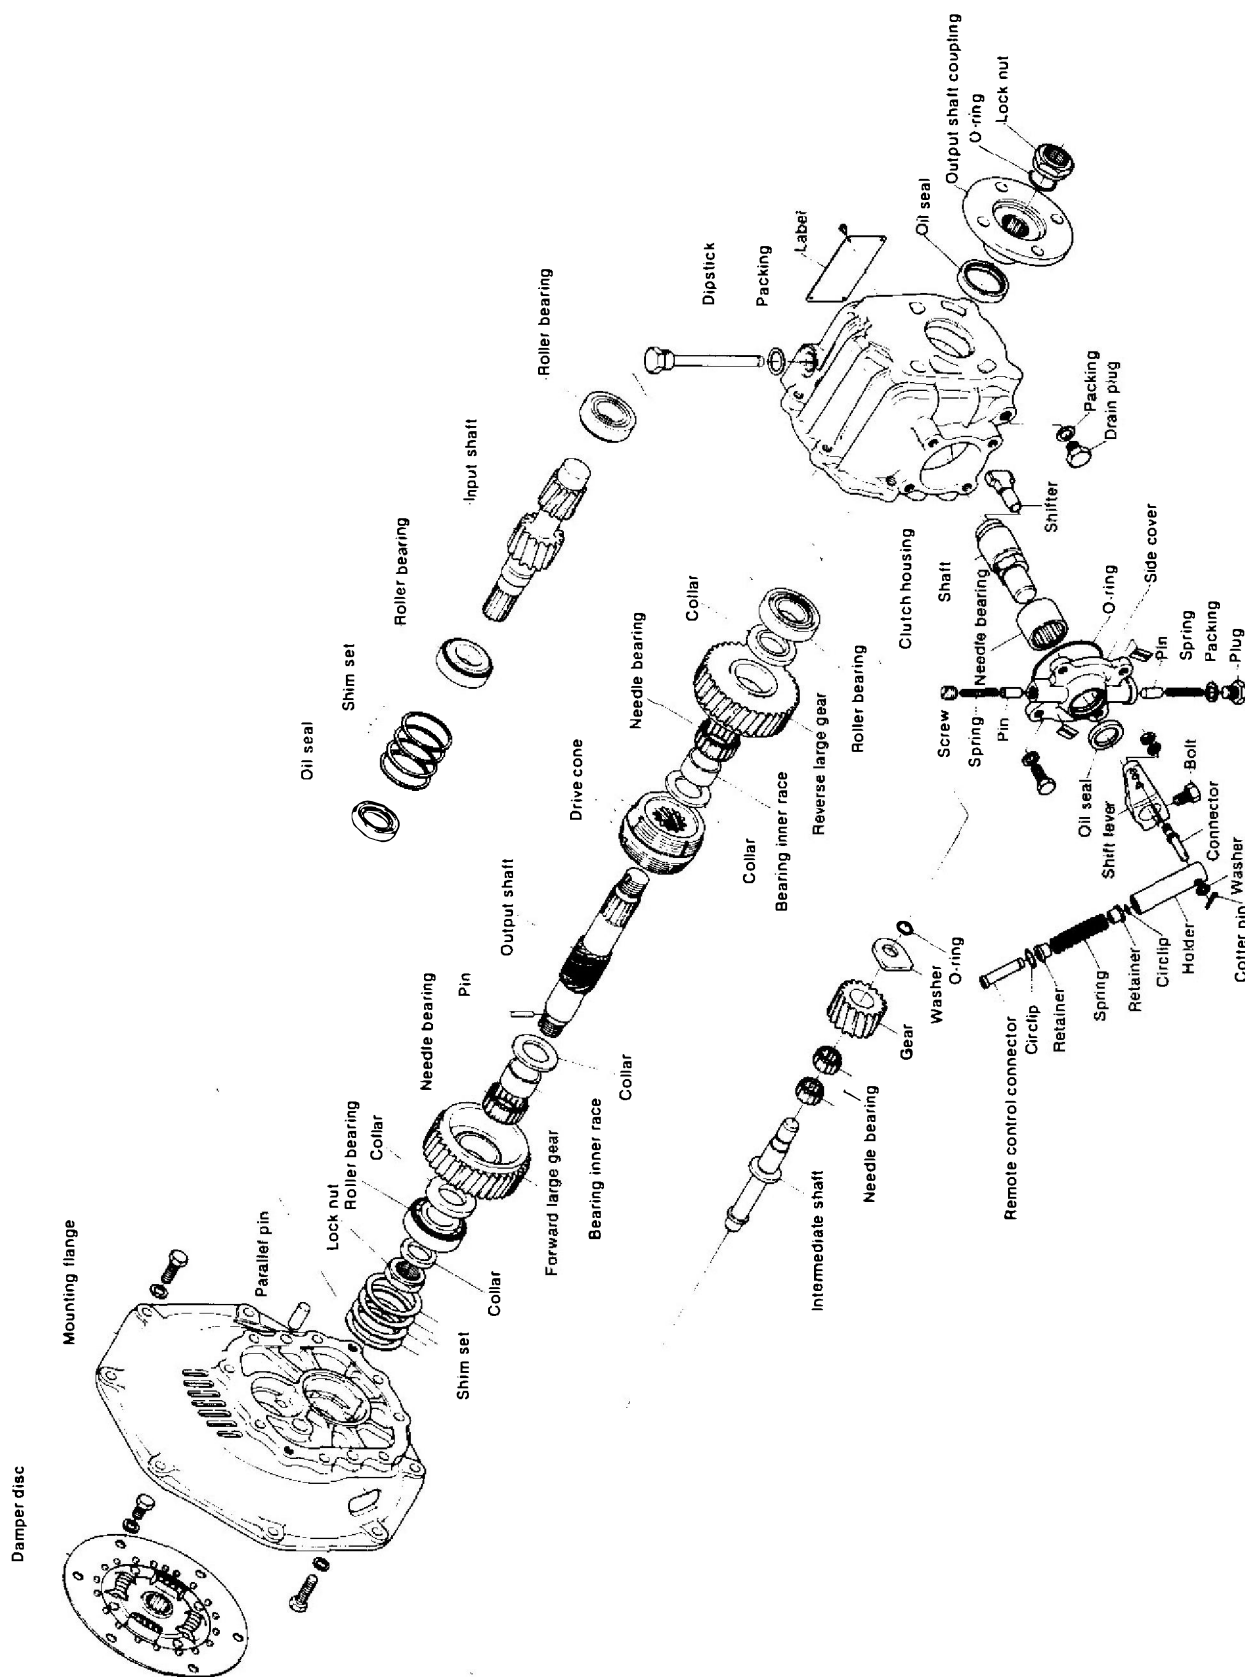 Output shaft coupling
O-ring
Lock nut
Oil seal
Label
Packing
Dipstick
Roller bearing
Input shaft
Roller bearing
Shim set
Oil seal
Packing
Drain plug
Shifter
Side cover
O-ring
Clutch housing
Shaft
Needle bearing
Pin
Spring
Packing
Plug
Screw
Spring
Pin
Collar
Needle bearing
Drive cone
Roller bearing
Reverse large gear
Bearing inner race
Collar
Output shaft
Pin
Needle bearing
Collar
Roller bearing
Lock nut
Parallel pin
Mounting flange
Damper disc
Collar
Bearing inner race
Forward large gear
Collar
Shim set
Oil seal
Shift lever
Bolt
Connector
Washer
Cotter pin
Holder
Circlip
Retainer
Spring
Retainer
Circlip
Remote control connector
O-ring
Washer
Gear
Needle bearing
Intermediate shaft